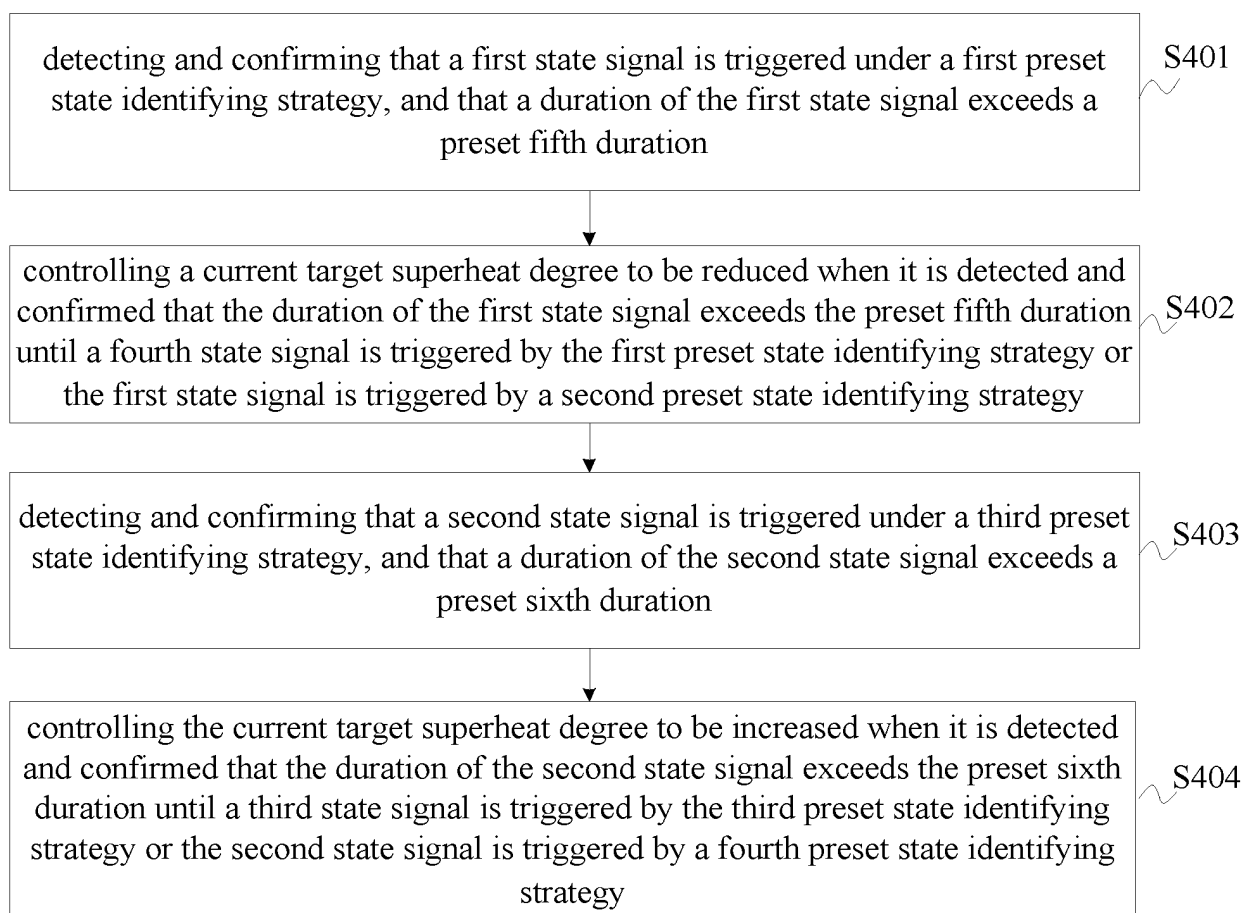 detecting and confirming that a first state signal is triggered under a first preset
state identifying strategy, and that a duration of the first state signal exceeds a
preset fifth duration
S401
controlling a current target superheat degree to be reduced when it is detected and
confirmed that the duration of the first state signal exceeds the preset fifth duration
until a fourth state signal is triggered by the first preset state identifying strategy or
the first state signal is triggered by a second preset state identifying strategy
S402
detecting and confirming that a second state signal is triggered under a third preset
state identifying strategy, and that a duration of the second state signal exceeds a
preset sixth duration
S403
controlling the current target superheat degree to be increased when it is detected
and confirmed that the duration of the second state signal exceeds the preset sixth
duration until a third state signal is triggered by the third preset state identifying
strategy or the second state signal is triggered by a fourth preset state identifying
strategy
S404